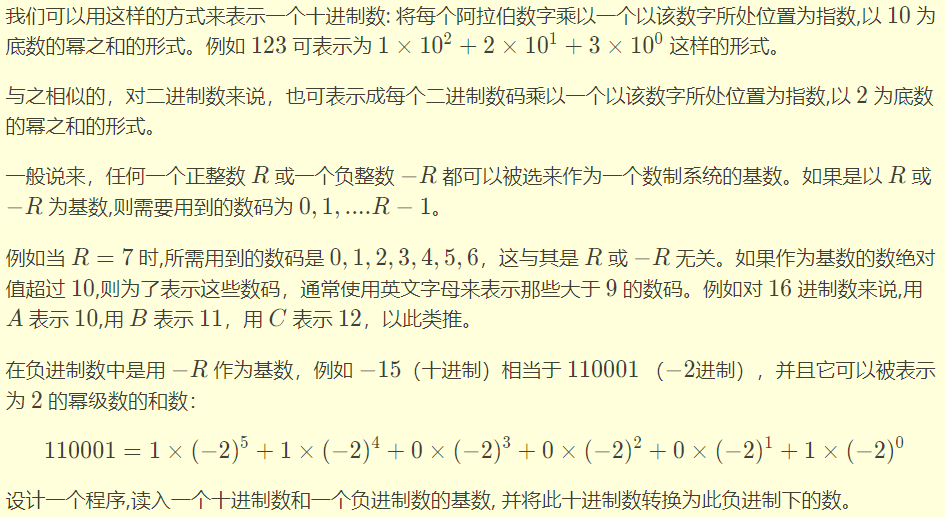 我们可以用这样的方式来表示一个十进制数: 将每个阿拉伯数字乘以一个以该数字所处位置为指数,以 10 为
底数的幂之和的形式。例如 123 可表示为 1 × 10² + 2 × 10¹ + 3 × 10⁰ 这样的形式。
与之相似的，对二进制数来说，也可表示成每个二进制数码乘以一个以该数字所处位置为指数,以 2 为底数
的幂之和的形式。
一般说来，任何一个正整数 R 或一个负整数 −R 都可以被选来作为一个数制系统的基数。如果是以 R 或
−R 为基数,则需要用到的数码为 0, 1, ....R − 1。
例如当 R = 7 时,所需用到的数码是 0, 1, 2, 3, 4, 5, 6，这与其是 R 或 −R 无关。如果作为基数的数绝对
值超过 10,则为了表示这些数码，通常使用英文字母来表示那些大于 9 的数码。例如对 16 进制数来说,用
A 表示 10,用 B 表示 11，用 C 表示 12，以此类推。
在负进制数中是用 −R 作为基数，例如 −15（十进制）相当于 110001 （−2进制），并且它可以被表示
为 2 的幂级数的和数：
110001 = 1 × (−2)⁵ + 1 × (−2)⁴ + 0 × (−2)³ + 0 × (−2)² + 0 × (−2)¹ + 1 × (−2)⁰
设计一个程序,读入一个十进制数和一个负进制数的基数, 并将此十进制数转换为此负进制下的数。